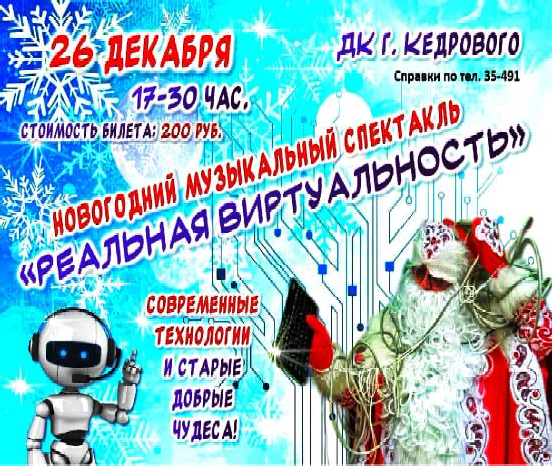 26 ДЕКАБРЯ
17-30 ЧАС.
СТОИМОСТЬ БИЛЕТА: 200 РУБ.
ДК Г. КЕДРОВОГО
Справки по тел. 35-491
НОВОГОДНИЙ МУЗЫКАЛЬНЫЙ СПЕКТАКЛЬ
«РЕАЛЬНАЯ ВИРТУАЛЬНОСТЬ»
СОВРЕМЕННЫЕ
ТЕХНОЛОГИИ
И СТАРЫЕ
ДОБРЫЕ
ЧУДЕСА!